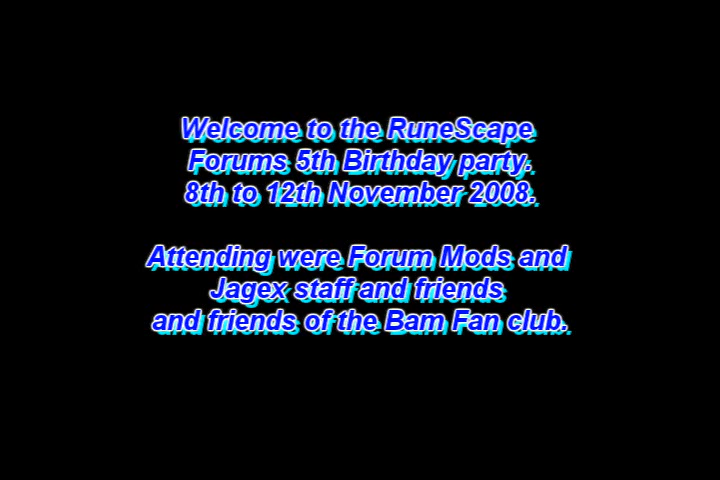 Welcome to the RuneScape
Forums 5th Birthday party.
8th to 12th November 2008.
Attending were Forum Mods and
Jagex staff and friends
and friends of the Bam Fan club.